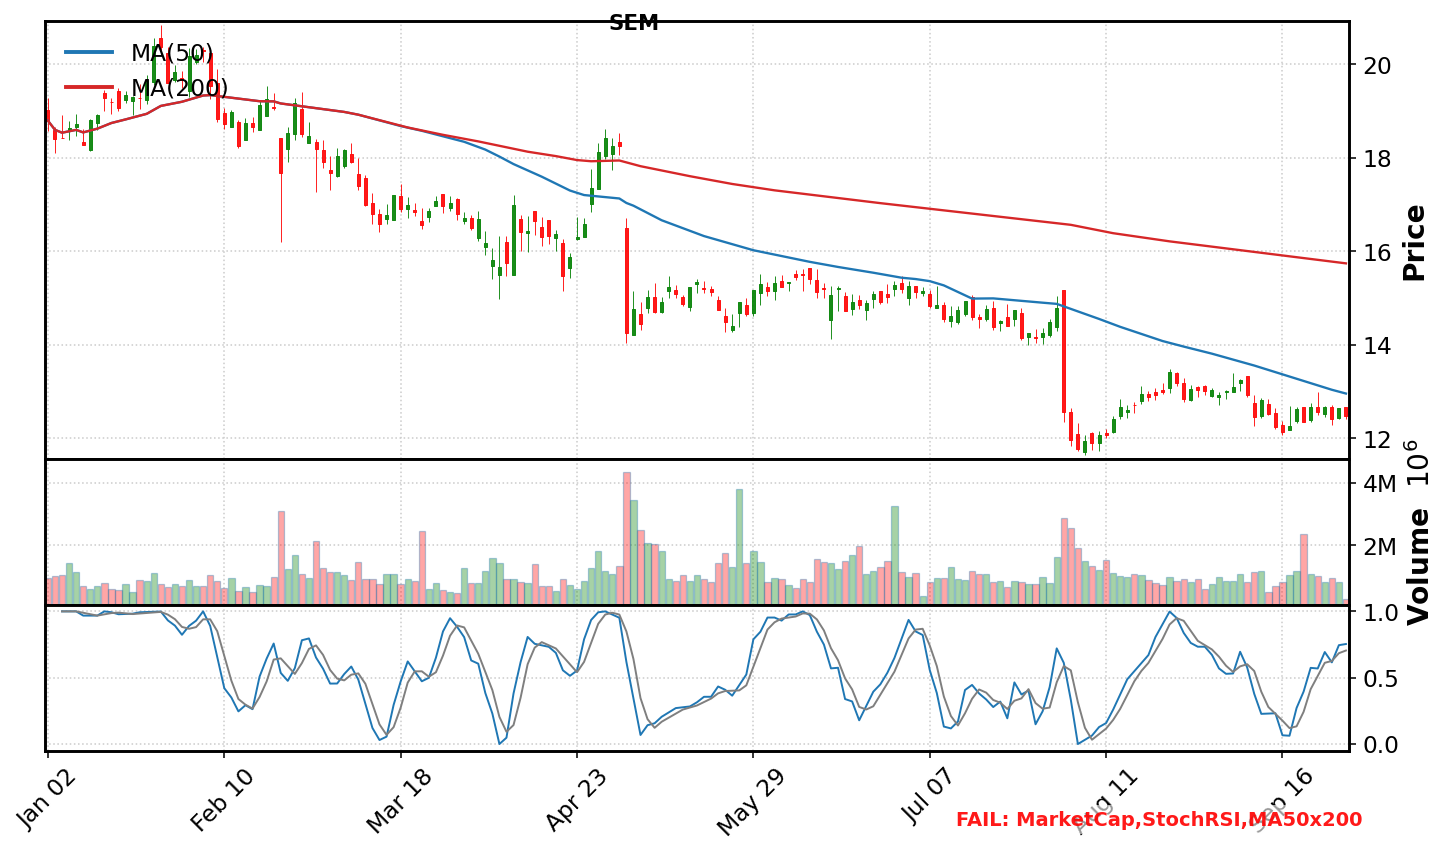 SEM
MA(50)
MA(200)
20
18
16
14
12
Price
4M
2M
Volume 10⁶
1.0
0.5
0.0
Jan 02
Feb 10
Mar 18
Apr 23
May 29
Jul 07
Aug 11
Sep 16
FAIL: MarketCap,StochRSI,MA50x200